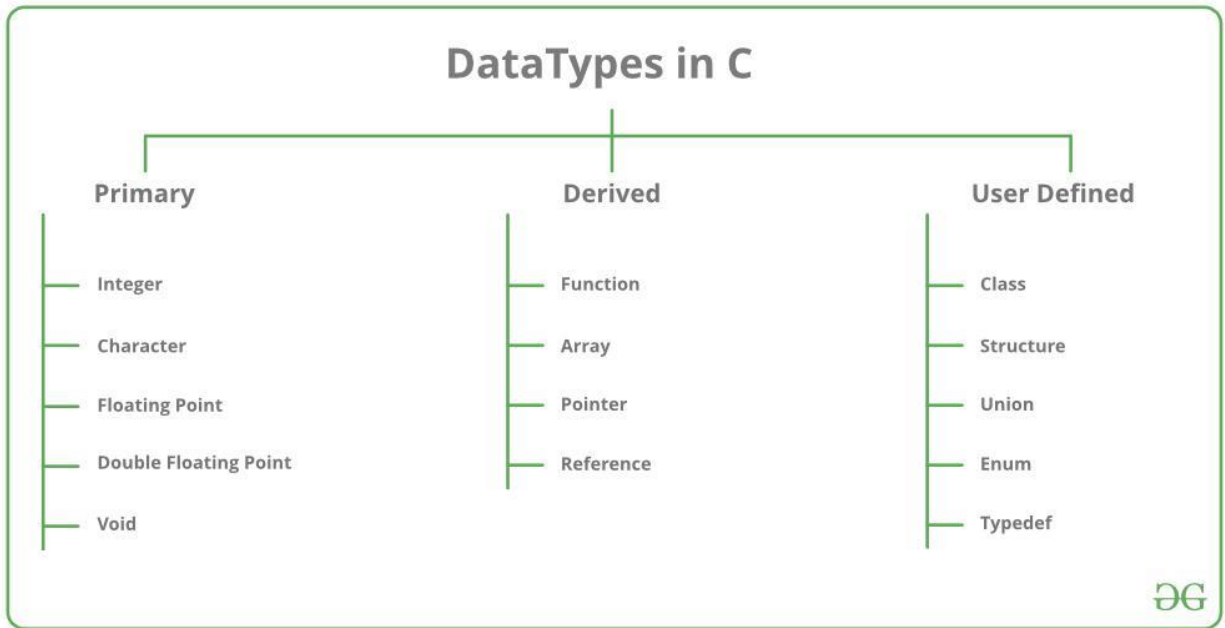 DataTypes in C
Primary
Derived
User Defined
Integer
Character
Floating Point
Double Floating Point
Void
Function
Array
Pointer
Reference
Class
Structure
Union
Enum
Typedef